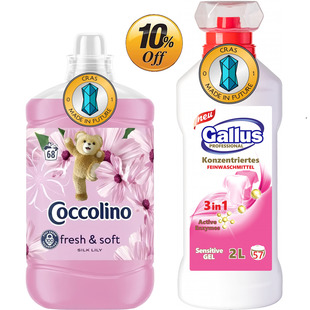 10%
Off
CRAS
MADE IN FUTURE
68
Coccolino
fresh & soft
SILK LILY
CRAS
MADE IN FUTURE
neu
Gallus
PROFESSIONAL
Konzentriertes
FEINWASCHMITTEL
3 in 1
Active
Enzymes
Sensitive
GEL
2L
57